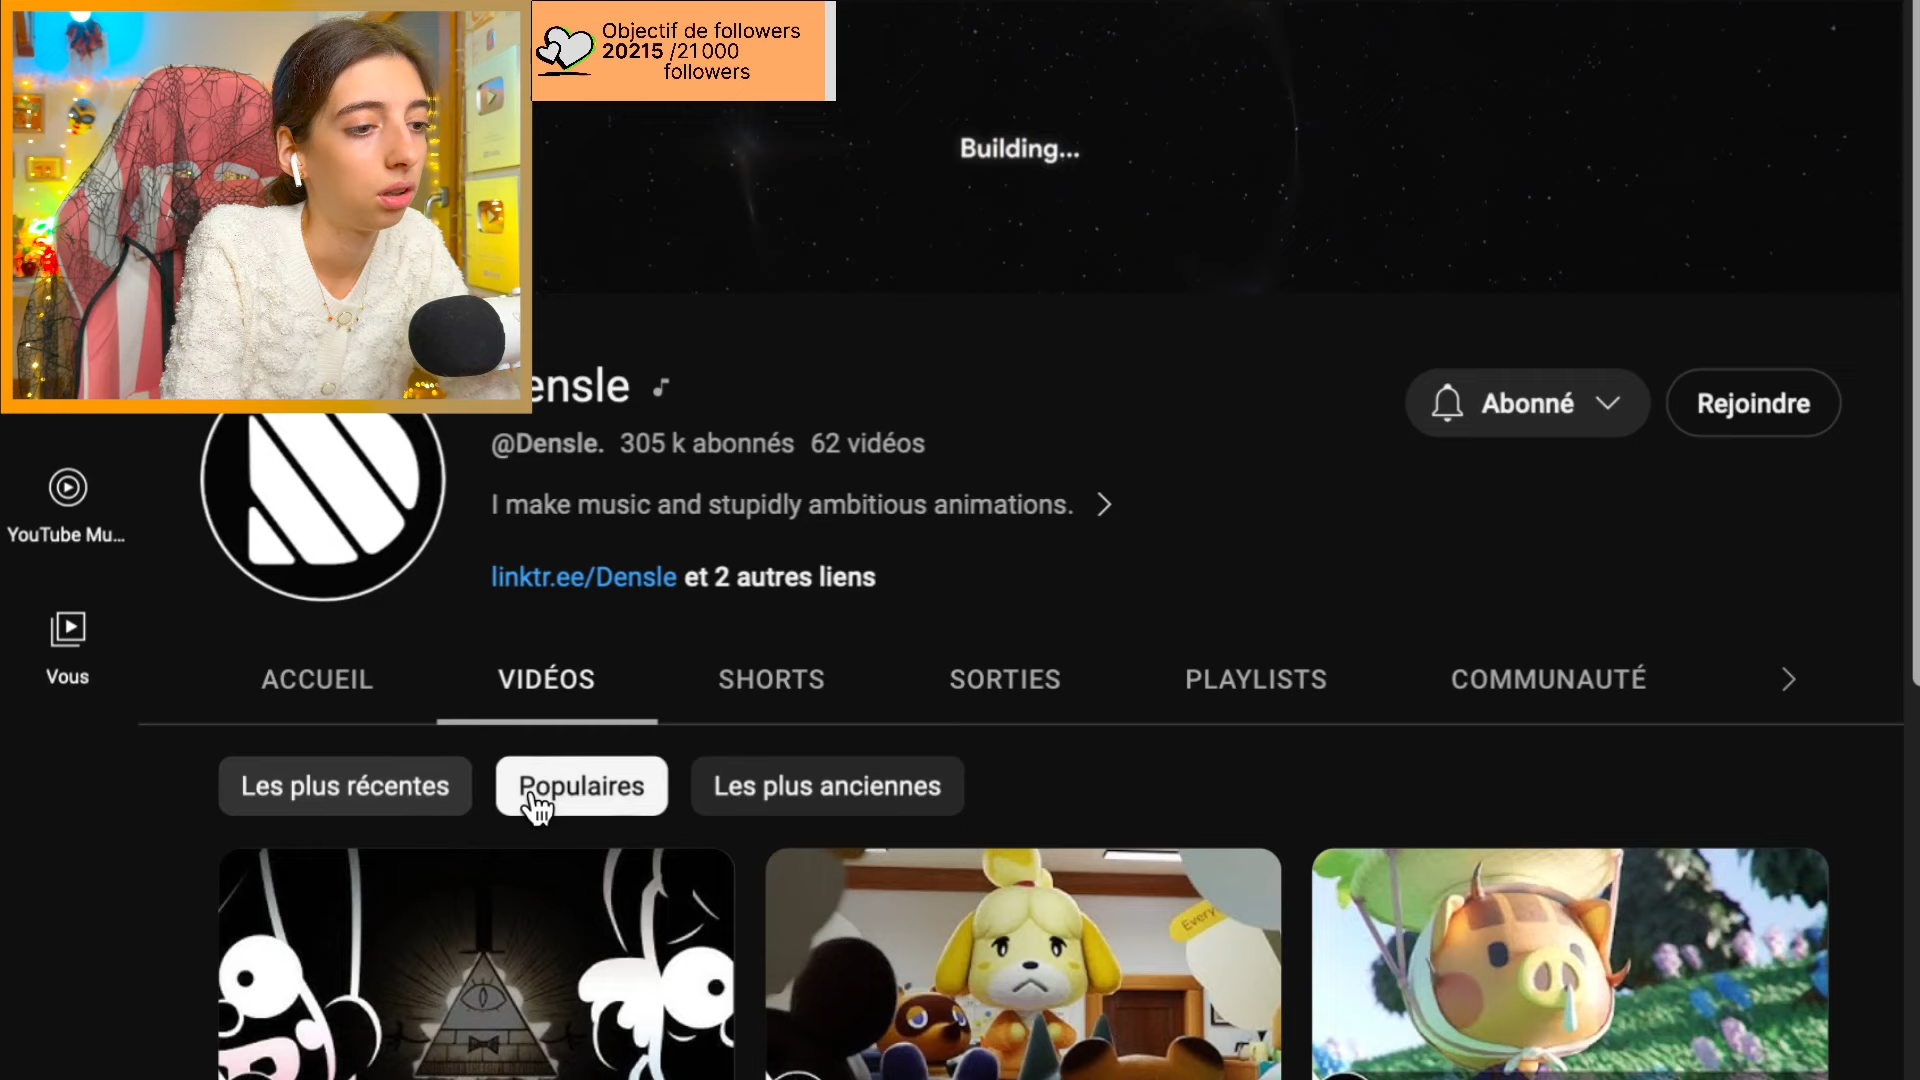 Objectif de followers
20215 /21000
followers
Building...
ensle
@Densle. 305 k abonnés 62 vidéos
I make music and stupidly ambitious animations.
linktr.ee/Densle et 2 autres liens
Abonné
Rejoindre
YouTube Mu...
Vous
ACCUEIL
VIDÉOS
SHORTS
SORTIES
PLAYLISTS
COMMUNAUTÉ
Les plus récentes
Populaires
Les plus anciennes
Every